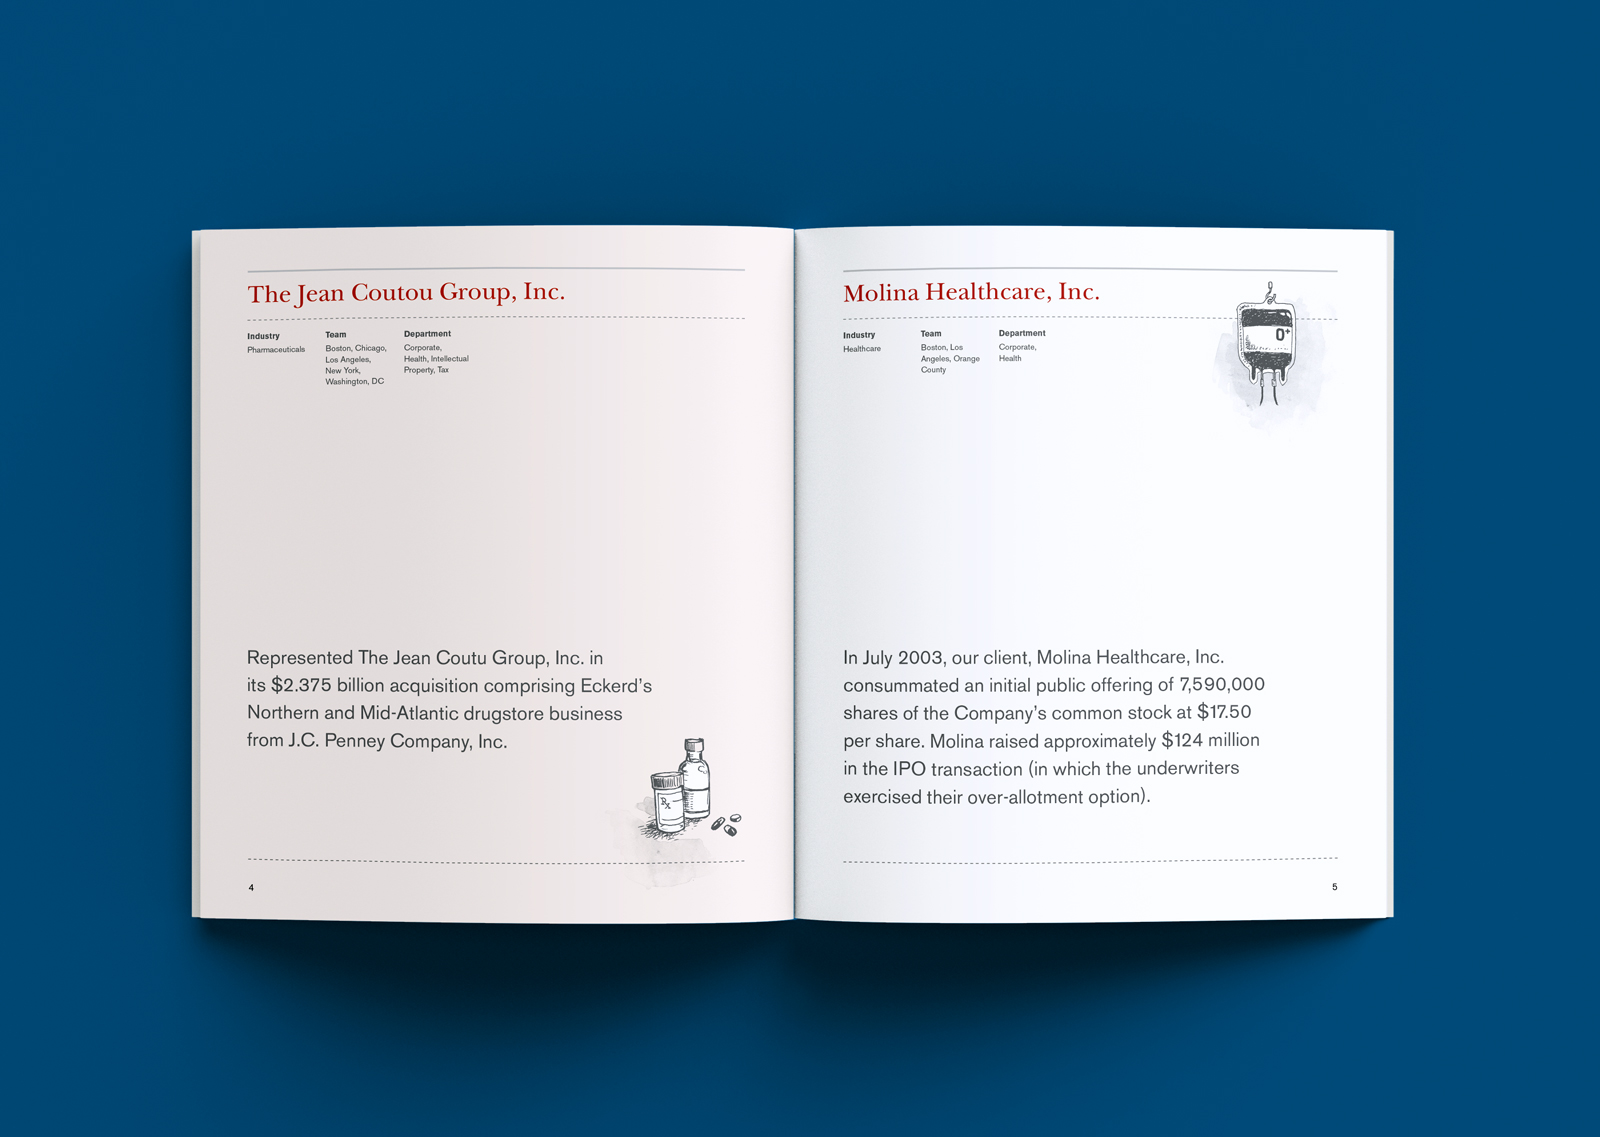 The Jean Coutou Group, Inc.
Industry
Pharmaceuticals
Team
Boston, Chicago,
Los Angeles,
New York,
Washington, DC
Department
Corporate,
Health, Intellectual
Property, Tax
Represented The Jean Coutu Group, Inc. in
its $2.375 billion acquisition comprising Eckerd’s
Northern and Mid-Atlantic drugstore business
from J.C. Penney Company, Inc.
Rx
4
Molina Healthcare, Inc.
Industry
Healthcare
Team
Boston, Los
Angeles, Orange
County
Department
Corporate,
Health
O+
In July 2003, our client, Molina Healthcare, Inc.
consummated an initial public offering of 7,590,000
shares of the Company’s common stock at $17.50
per share. Molina raised approximately $124 million
in the IPO transaction (in which the underwriters
exercised their over-allotment option).
5